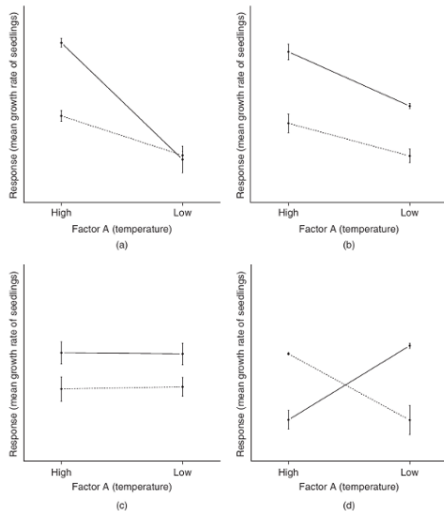 Response (mean growth rate of seedlings)
High
Low
Factor A (temperature)
(a)
Response (mean growth rate of seedlings)
High
Low
Factor A (temperature)
(b)
Response (mean growth rate of seedlings)
High
Low
Factor A (temperature)
(c)
Response (mean growth rate of seedlings)
High
Low
Factor A (temperature)
(d)